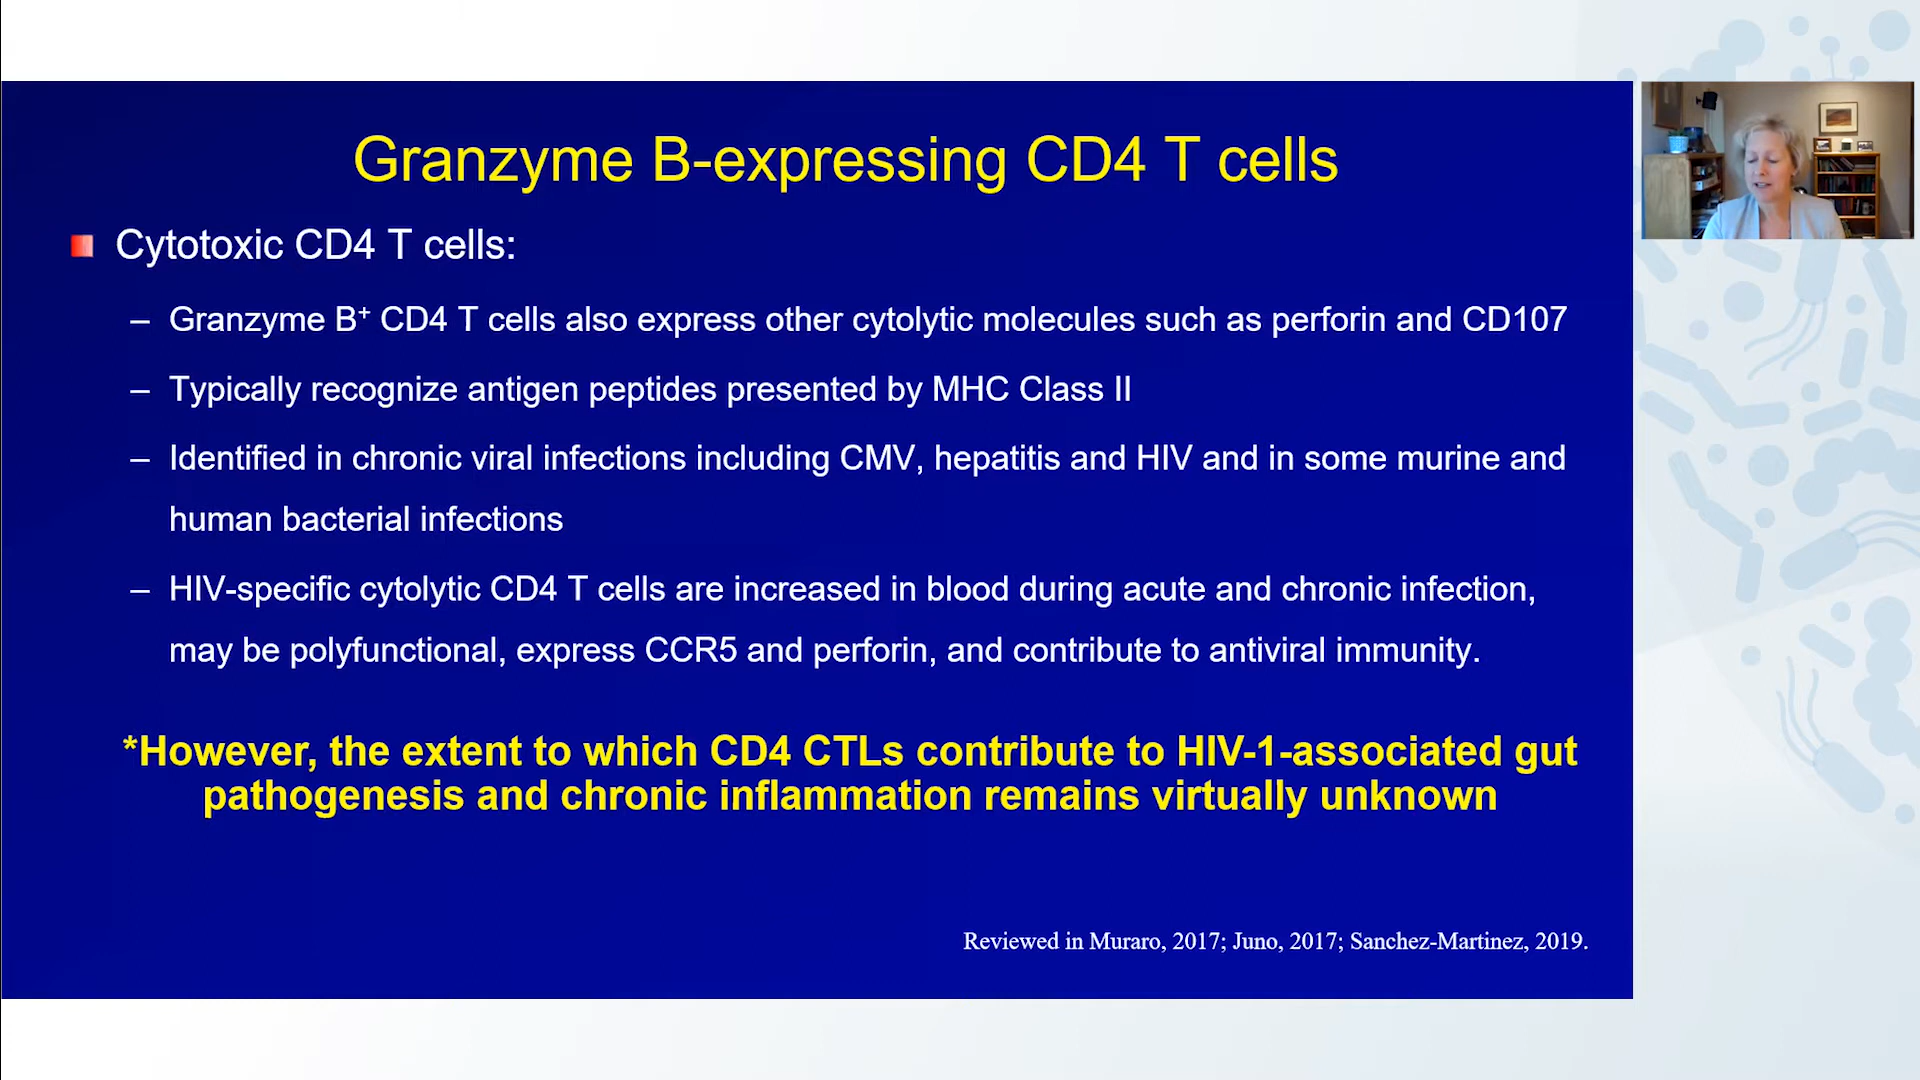 Granzyme B-expressing CD4 T cells
Cytotoxic CD4 T cells:
– Granzyme B⁺ CD4 T cells also express other cytolytic molecules such as perforin and CD107
– Typically recognize antigen peptides presented by MHC Class II
– Identified in chronic viral infections including CMV, hepatitis and HIV and in some murine and
human bacterial infections
– HIV-specific cytolytic CD4 T cells are increased in blood during acute and chronic infection,
may be polyfunctional, express CCR5 and perforin, and contribute to antiviral immunity.
*However, the extent to which CD4 CTLs contribute to HIV-1-associated gut
pathogenesis and chronic inflammation remains virtually unknown
Reviewed in Muraro, 2017; Juno, 2017; Sanchez-Martinez, 2019.